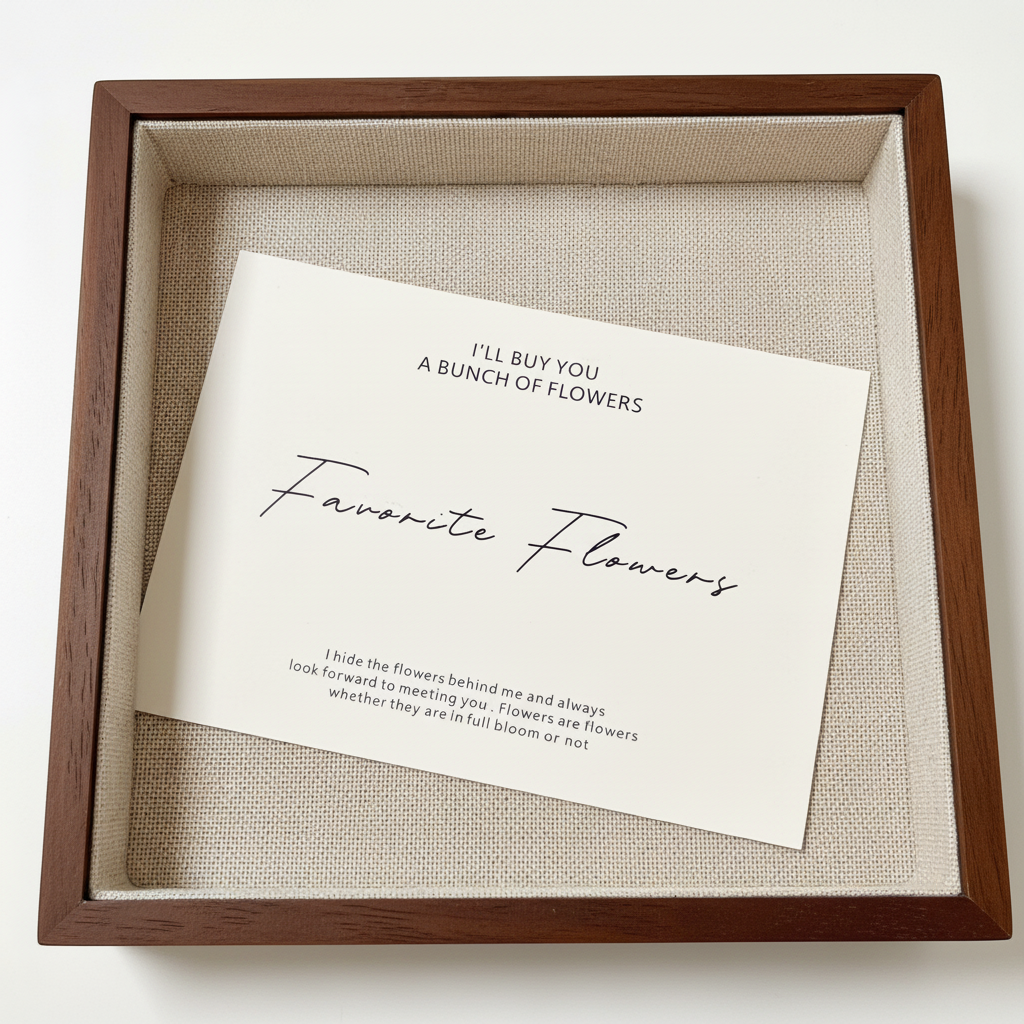 I'LL BUY YOU
A BUNCH OF FLOWERS
Favorite Flowers
I hide the flowers behind me and always
look forward to meeting you . Flowers are flowers
whether they are in full bloom or not